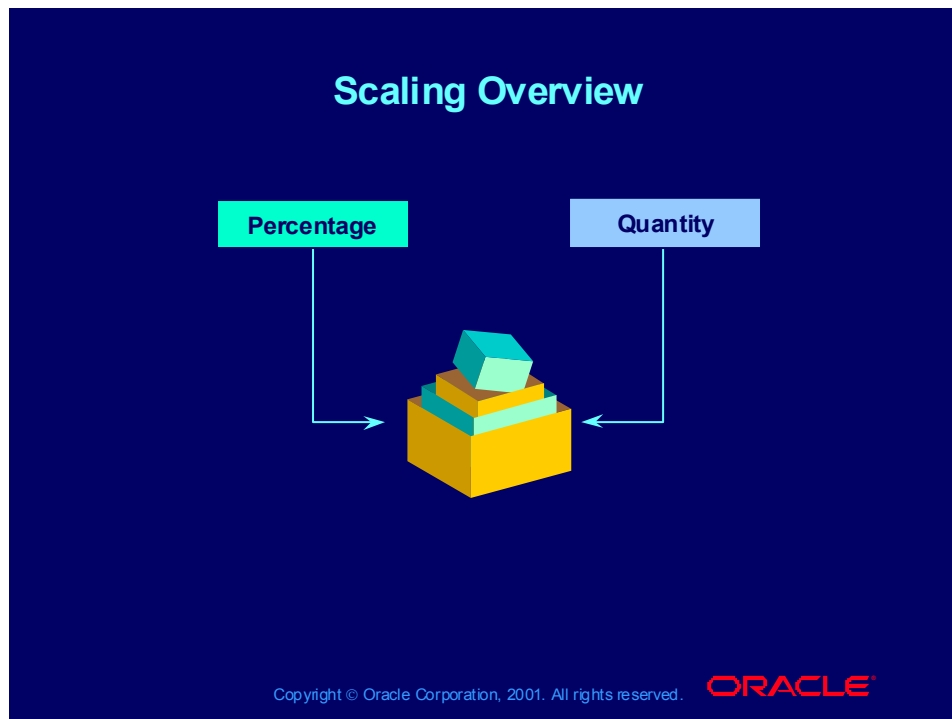 Scaling Overview
Percentage
Quantity
Copyright © Oracle Corporation, 2001. All rights reserved.
ORACLE®